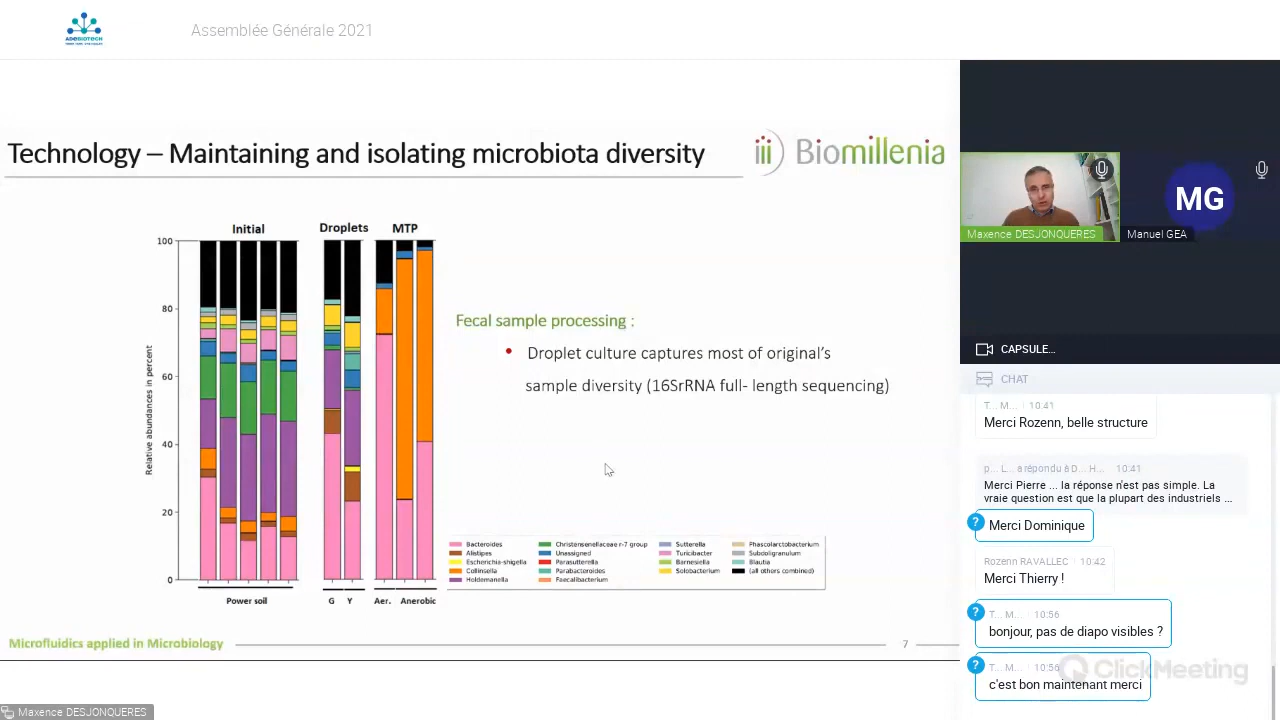 ADEBIOTECH
Assemblée Générale 2021
Technology – Maintaining and isolating microbiota diversity
Biomillenia
Initial
Droplets
MTP
100
80
60
40
20
0
Relative abundances in percent
Power soil
G Y
Aer. Anerobic
Fecal sample processing :
Droplet culture captures most of original's
sample diversity (16SrRNA full- length sequencing)
Bacteroides
Alistipes
Escherichia-shigella
Collinsella
Holdemanella
Christensenellaceae r-7 group
Unassigned
Parasutterella
Parabacteroides
Faecalibacterium
Sutterella
Turicibacter
Barnesiella
Solobacterium
Phascolarctobacterium
Subdoligranulum
Blautia
(all others combined)
Microfluidics applied in Microbiology
7
Maxence DESJONQUERES
MG
Maxence DESJONQUERES
Manuel GEA
CAPSULE...
CHAT
T... M... 10:41
Merci Rozenn, belle structure
p... L... a répondu à D... H... 10:41
Merci Pierre ... la réponse n'est pas simple. La
vraie question est que la plupart des industriels ...
?
Merci Dominique
Rozenn RAVALLEC 10:42
Merci Thierry !
?
T... M... 10:56
bonjour, pas de diapo visibles ?
?
T... M... 10:56
c'est bon maintenant merci
ClickMeeting